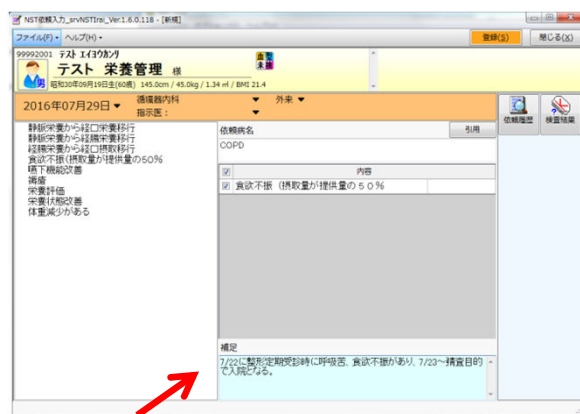 NST依頼入力_srvNSTIrai_Ver:1.6.0.118 - [新規]
ファイル(F) ヘルプ(H) 登録(S) 閉じる(X)
99992001 テスト エイヨウカンリ
テスト 栄養管理 様
男 昭和30年09月19日生(60歳) 145.0cm / 45.0kg / 1.34 ㎡ / BMI 21.4
血型
未練
2016年07月29日 循環器内科 外来
指示医：
依頼履歴 検査結果
静脈栄養から経口栄養移行
静脈栄養から経腸栄養移行
経腸栄養から経口摂取移行
食欲不振(摂取量が提供量の50%
嚥下機能改善
褥瘡
栄養評価
栄養状態改善
体重減少がある
依頼病名 引用
COPD
内容
食欲不振（摂取量が提供量の５０％
補足
7/22に整形定期受診時に呼吸苦、食欲不振があり、7/23～精査目的
で入院となる。